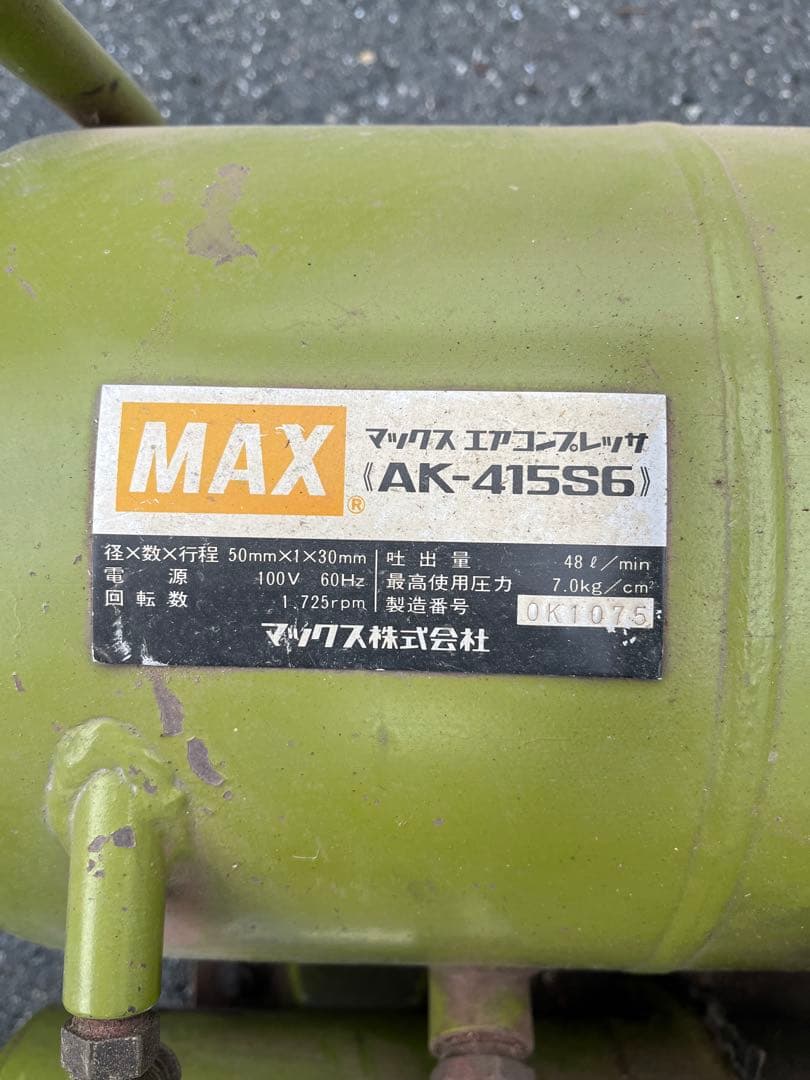 MAX®
マックス エアコンプレッサ
《AK-415S6》
径×数×行程 50mm×1×30mm
電源 100V 60Hz
回転数 1,725rpm
吐出量 48ℓ/min
最高使用圧力 7.0kg/cm²
製造番号 0K1075
マックス株式会社